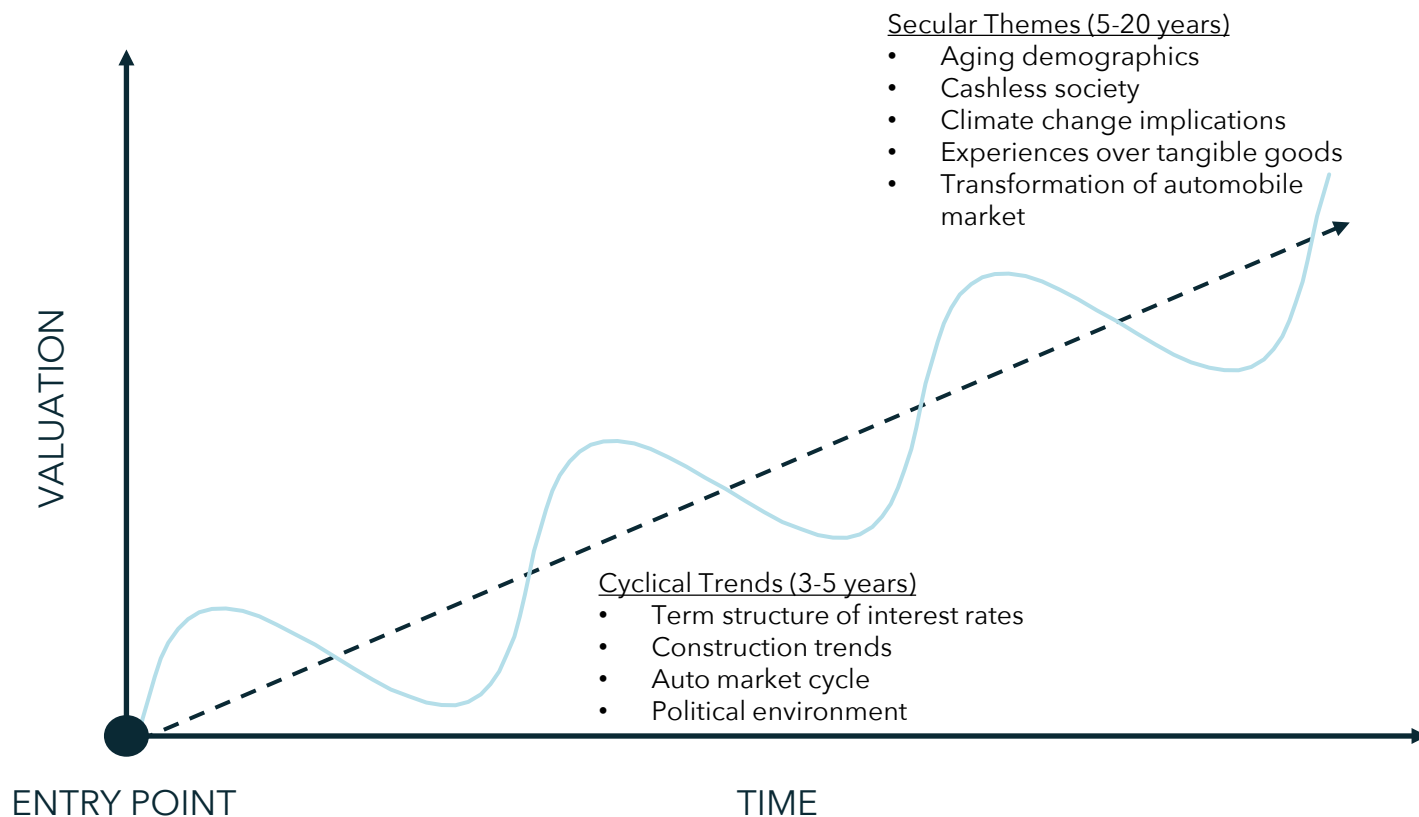 Secular Themes (5-20 years)
• Aging demographics
• Cashless society
• Climate change implications
• Experiences over tangible goods
• Transformation of automobile
market
VALUATION
Cyclical Trends (3-5 years)
• Term structure of interest rates
• Construction trends
• Auto market cycle
• Political environment
ENTRY POINT
TIME